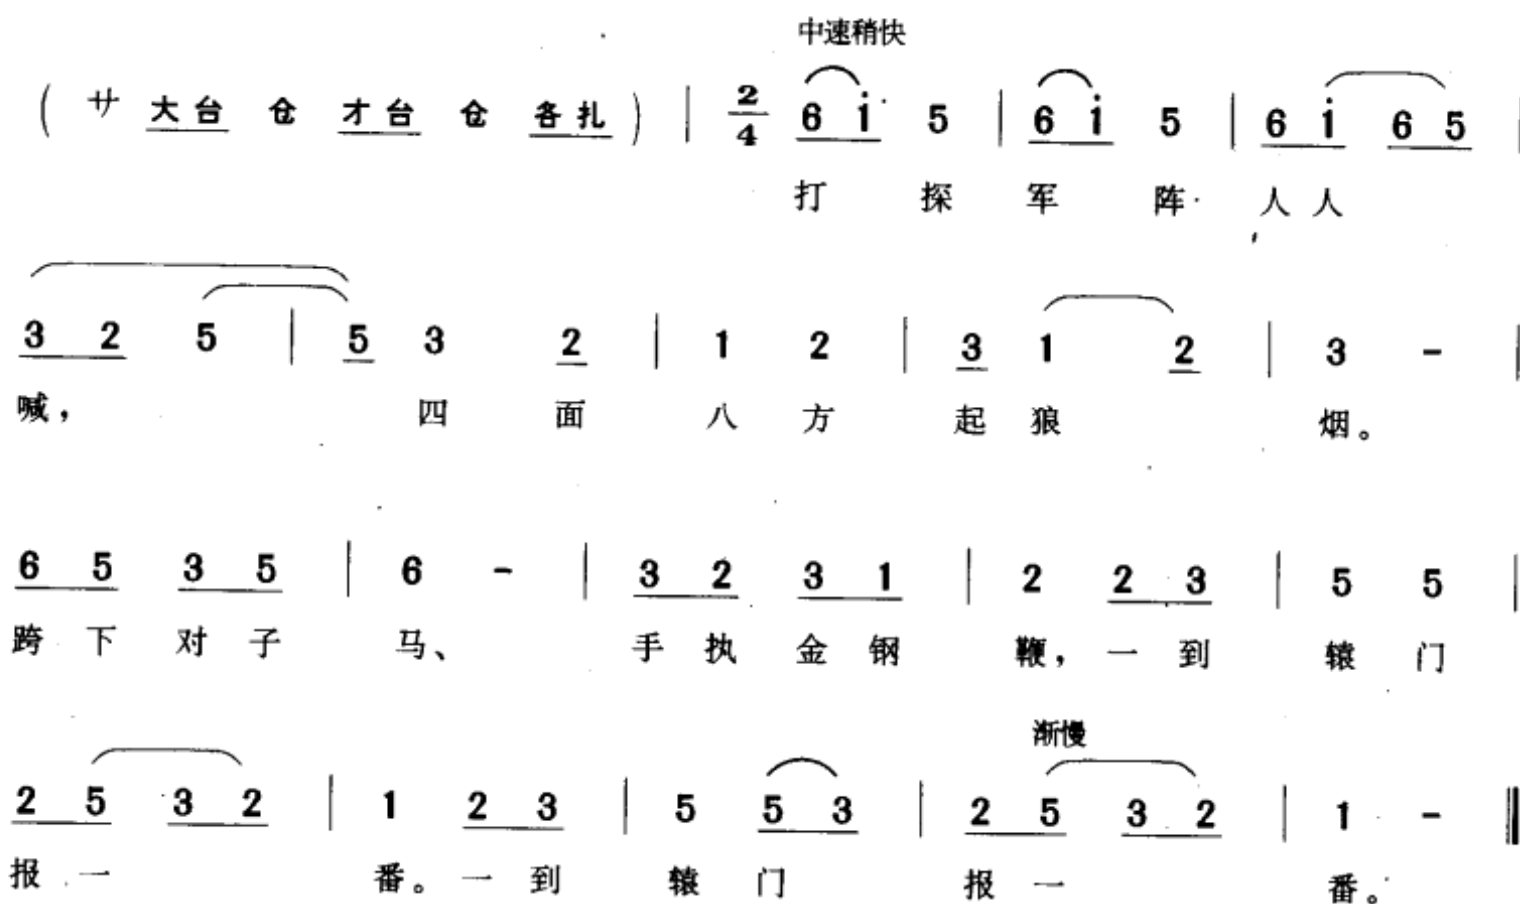 中速稍快
( サ 大台 仓 才台 仓 各扎 ) | 2/4 6 i 5 | 6 i 5 | 6 i 6 5 |
打 探 军 阵 人 人
3 2 5 | 5 3 2 | 1 2 | 3 1 2 | 3 - |
喊， 四 面 八 方 起 狼 烟。
6 5 3 5 | 6 - | 3 2 3 1 | 2 2 3 | 5 5 |
跨 下 对 子 马、 手 执 金 钢 鞭， 一 到 辕 门
渐慢
2 5 3 2 | 1 2 3 | 5 5 3 | 2 5 3 2 | 1 - ‖
报 一 番。 一 到 辕 门 报 一 番。